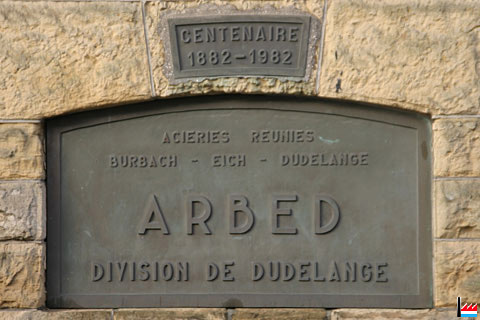 CENTENAIRE
1882-1982
ACIERIES REUNIES
BURBACH - EICH - DUDELANGE
ARBED
DIVISION DE DUDELANGE